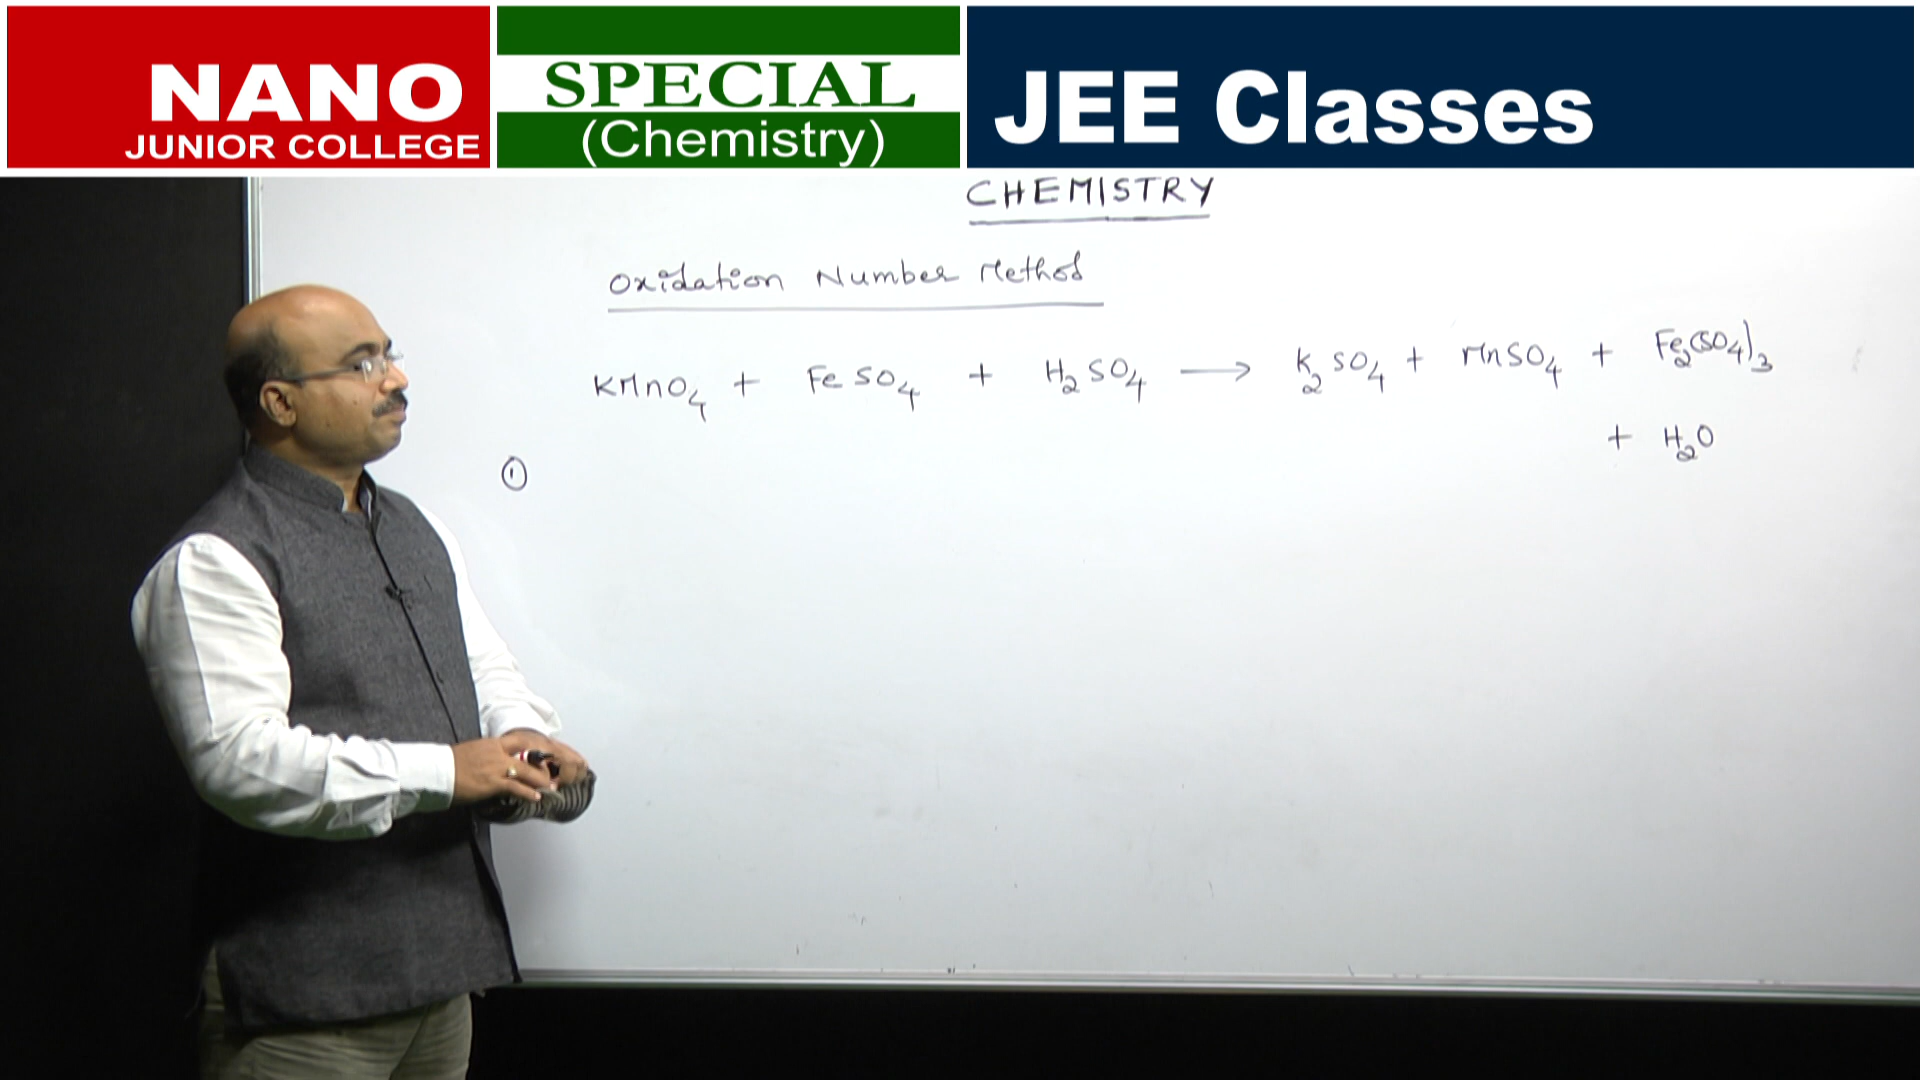 NANO
JUNIOR COLLEGE
SPECIAL
(Chemistry)
JEE Classes
CHEMISTRY
Oxidation Number Method
KMnO4 + FeSO4 + H2SO4 → K2SO4 + MnSO4 + Fe2(SO4)3
+ H2O
①